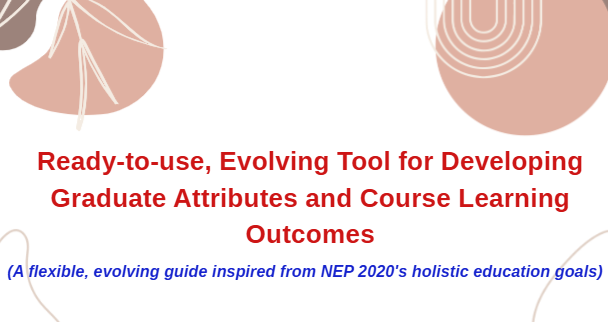 Ready-to-use, Evolving Tool for Developing
Graduate Attributes and Course Learning
Outcomes
(A flexible, evolving guide inspired from NEP 2020's holistic education goals)